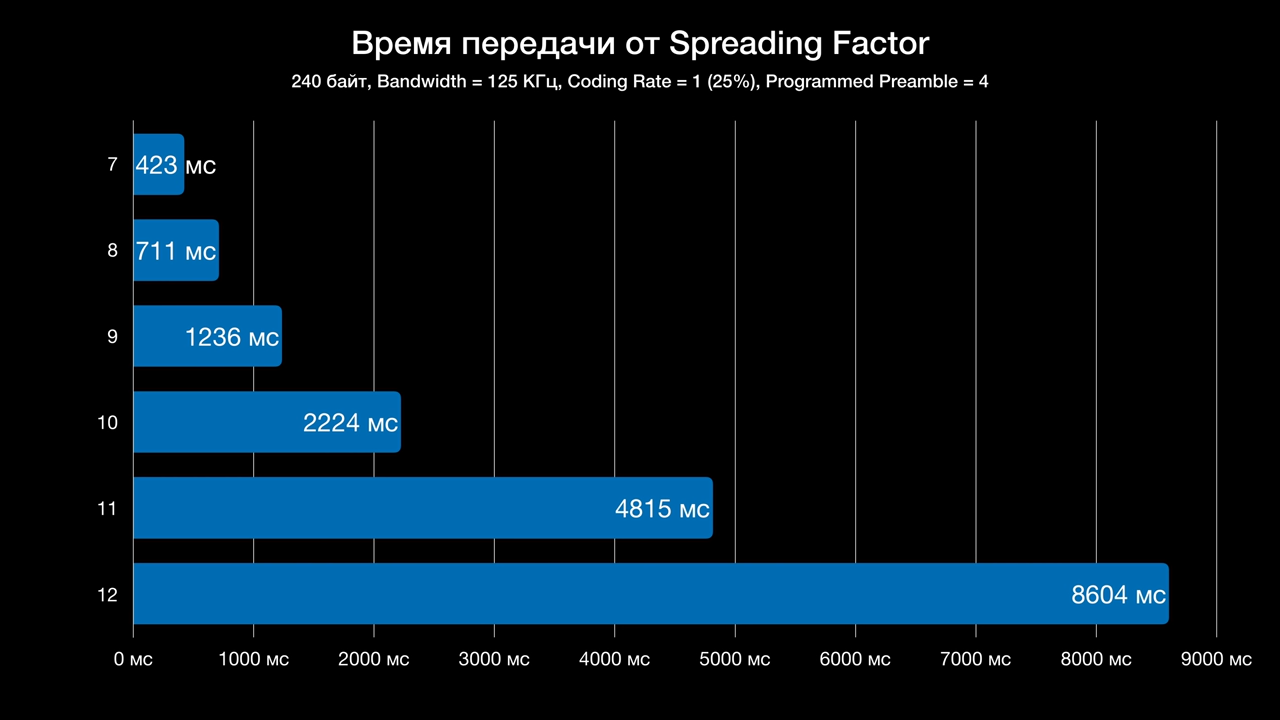 Время передачи от Spreading Factor
240 байт, Bandwidth = 125 КГц, Coding Rate = 1 (25%), Programmed Preamble = 4
7 423 мс
8 711 мс
9 1236 мс
10 2224 мс
11 4815 мс
12 8604 мс
0 мс 1000 мс 2000 мс 3000 мс 4000 мс 5000 мс 6000 мс 7000 мс 8000 мс 9000 мс